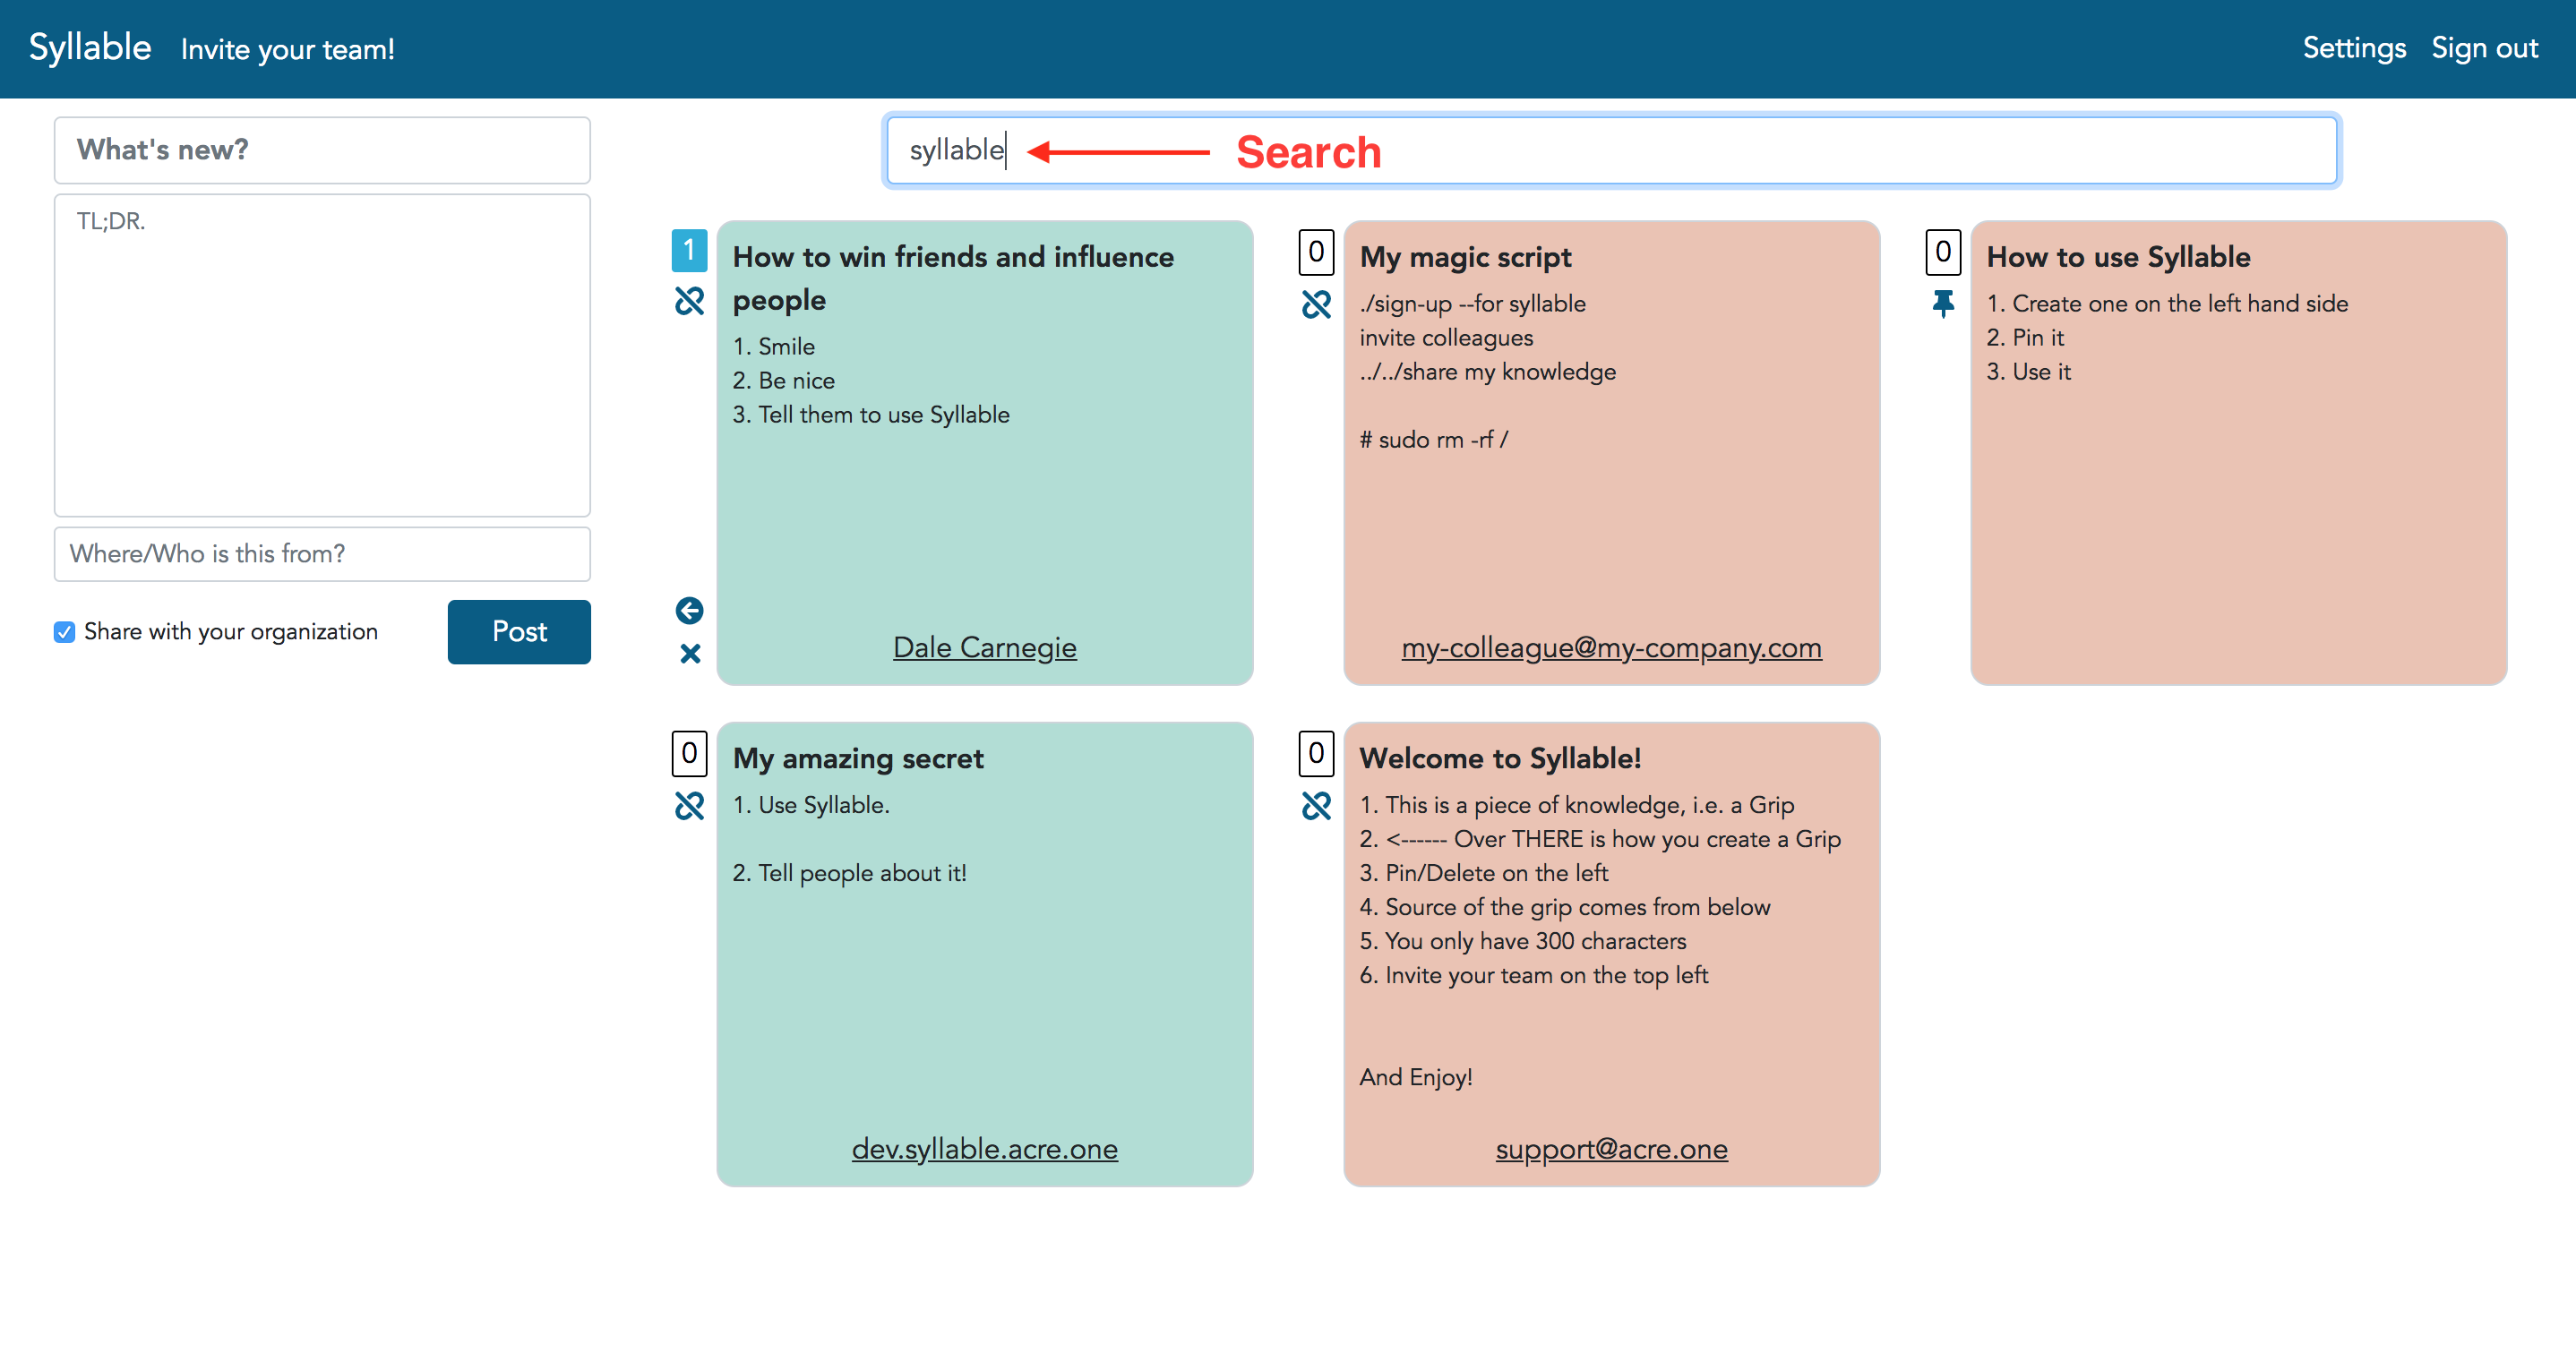 Syllable Invite your team! Settings Sign out
What's new?
TL;DR.
Where/Who is this from?
Share with your organization Post
syllable Search
1
How to win friends and influence
people
1. Smile
2. Be nice
3. Tell them to use Syllable
Dale Carnegie
0
My magic script
./sign-up --for syllable
invite colleagues
../../share my knowledge
# sudo rm -rf /
my-colleague@my-company.com
0
How to use Syllable
1. Create one on the left hand side
2. Pin it
3. Use it
0
My amazing secret
1. Use Syllable.
2. Tell people about it!
dev.syllable.acre.one
0
Welcome to Syllable!
1. This is a piece of knowledge, i.e. a Grip
2. <------ Over THERE is how you create a Grip
3. Pin/Delete on the left
4. Source of the grip comes from below
5. You only have 300 characters
6. Invite your team on the top left
And Enjoy!
support@acre.one